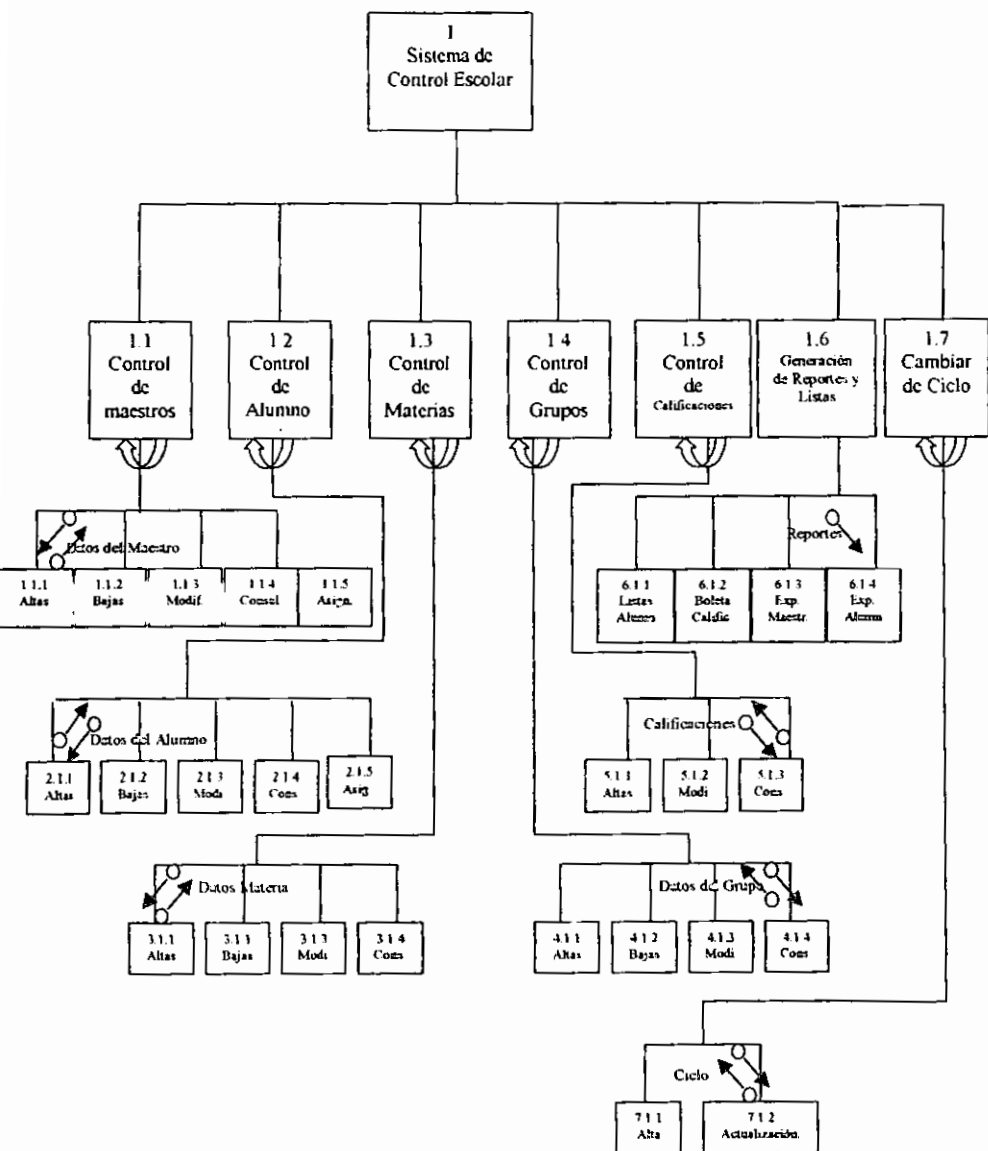 1
Sistema de
Control Escolar
1.1
Control
de
maestros
1 2
Control
de
Alumno
1.3
Control
de
Materias
1 4
Control
de
Grupos
1.5
Control
de
Calificaciones
1.6
Generación
de Reportes y
Listas
1.7
Cambiar
de Ciclo
Datos del Maestro
Reportes
1.1.1
Altas
1.1.2
Bajas
1.1.3
Modif.
1.1.4
Consul
1.1.5
Asign.
6.1.1
Listas
6.1.2
Boleta
Calific
6.1.3
Exp.
Maestr.
6.1.4
Exp.
Alumn
Datos del Alumno
Calificaciones
2.1.1
Altas
2.1.2
Bajas
2.1.3
Modi
2.1.4
Cons
2.1.5
Asig
5.1.1
Altas
5.1.2
Modi
5.1.3
Cons
Datos Materia
Datos del Grupo
3.1.1
Altas
3.1.1
Bajas
3.1.3
Modi
3.1.4
Cons
4.1.1
Altas
4.1.2
Bajas
4.1.3
Modi
4.1.4
Cons
Ciclo
7.1.1
Alta
7.1.2
Actualización.